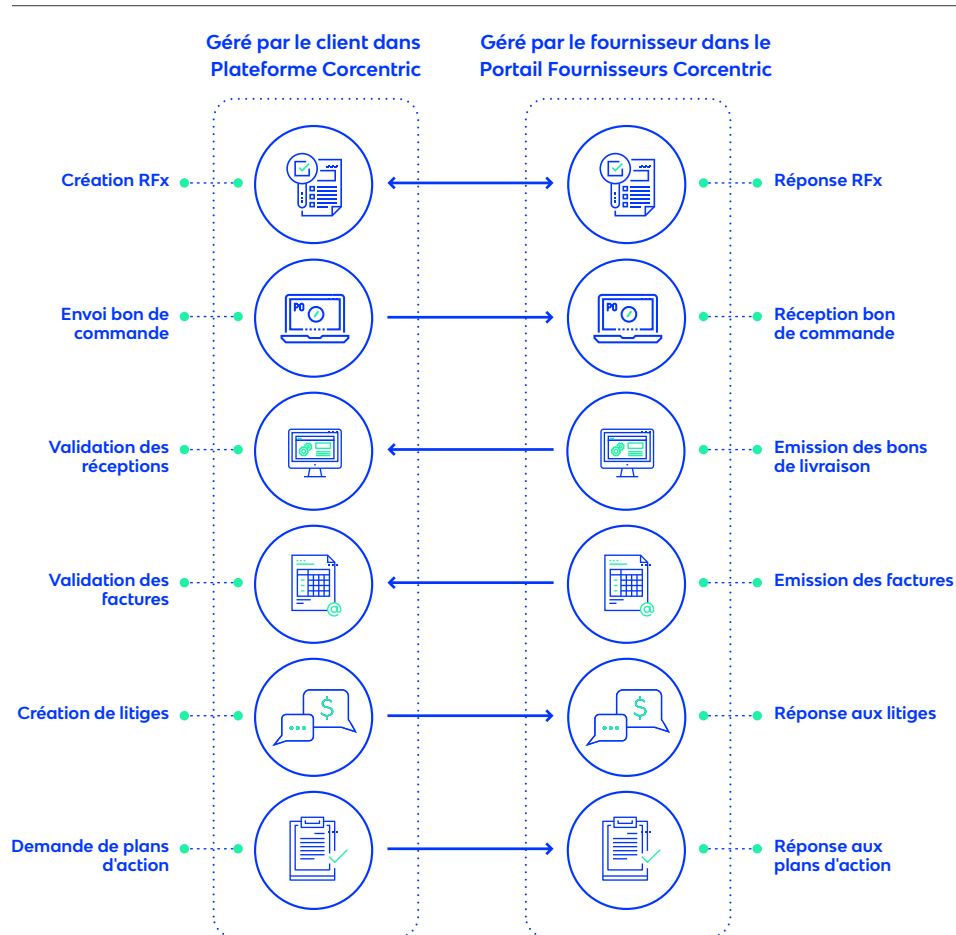 Géré par le client dans
Plateforme Corcentric
Géré par le fournisseur dans le
Portail Fournisseurs Corcentric
Création RFx
Réponse RFx
Envoi bon de
commande
PO
PO
Réception bon
de commande
Validation des
réceptions
Emission des bons
de livraison
Validation des
factures
@
@
Emission des factures
Création de litiges
$
$
Réponse aux litiges
Demande de plans
d'action
Réponse aux
plans d'action